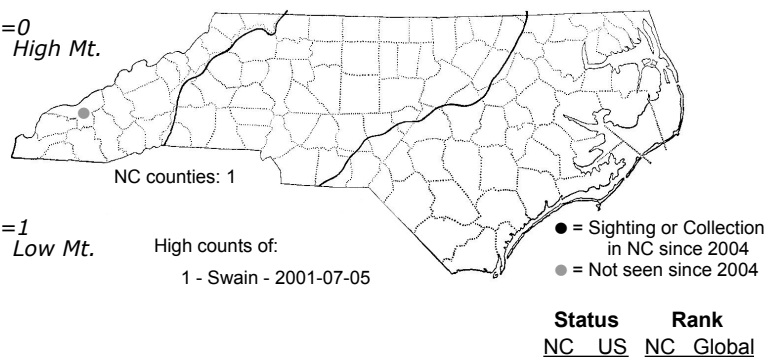 =0
High Mt.
NC counties: 1
=1
Low Mt.
High counts of:
1 - Swain - 2001-07-05
● = Sighting or Collection
in NC since 2004
● = Not seen since 2004
Status Rank
NC US NC Global